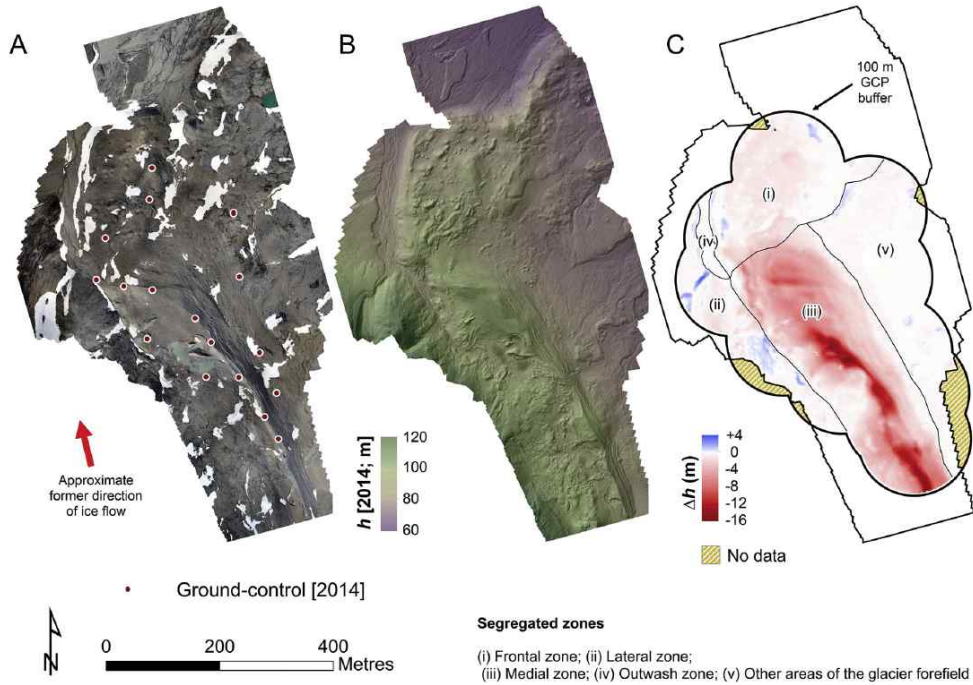 A
B
C
100 m
GCP
buffer
(i)
(iv)
(v)
(ii)
(iii)
Approximate
former direction
of ice flow
h [2014; m]
120
100
80
60
Δh (m)
+4
0
-4
-8
-12
-16
No data
Ground-control [2014]
N
0 200 400
Metres
Segregated zones
(i) Frontal zone; (ii) Lateral zone;
(iii) Medial zone; (iv) Outwash zone; (v) Other areas of the glacier forefield